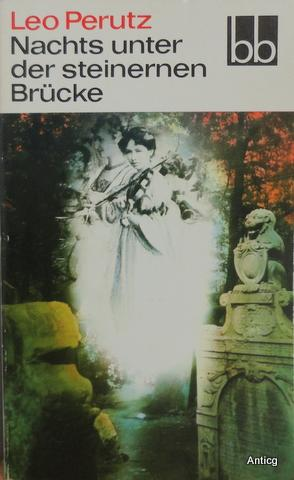 Leo Perutz
Nachts unter
der steinernen
Brücke
bb
Anticg